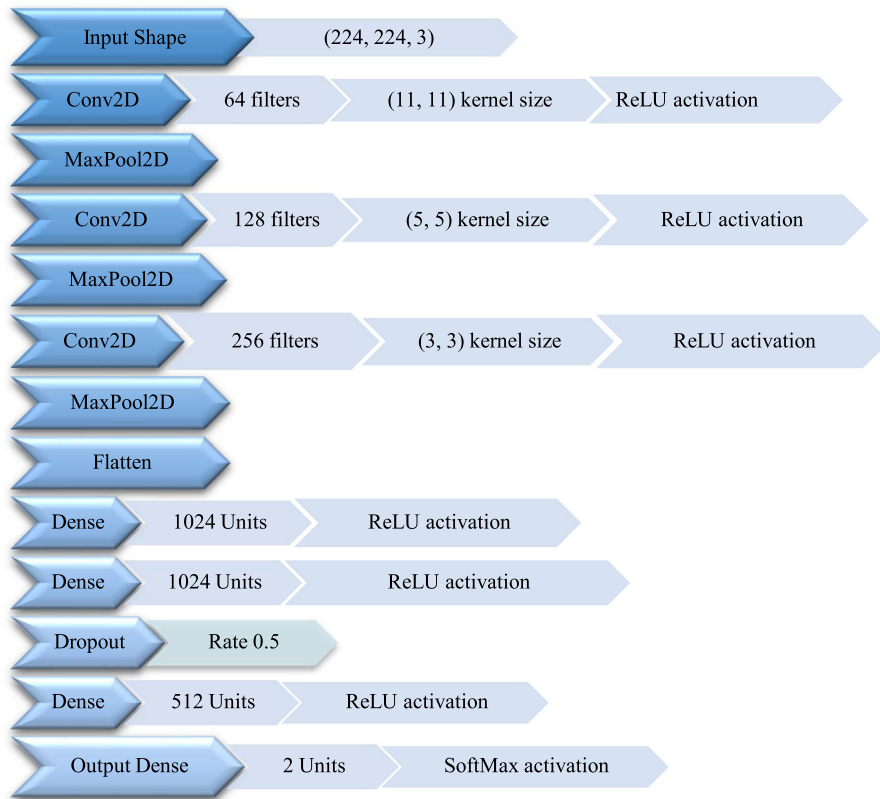 Input Shape (224, 224, 3)
Conv2D 64 filters (11, 11) kernel size ReLU activation
MaxPool2D
Conv2D 128 filters (5, 5) kernel size ReLU activation
MaxPool2D
Conv2D 256 filters (3, 3) kernel size ReLU activation
MaxPool2D
Flatten
Dense 1024 Units ReLU activation
Dense 1024 Units ReLU activation
Dropout Rate 0.5
Dense 512 Units ReLU activation
Output Dense 2 Units SoftMax activation